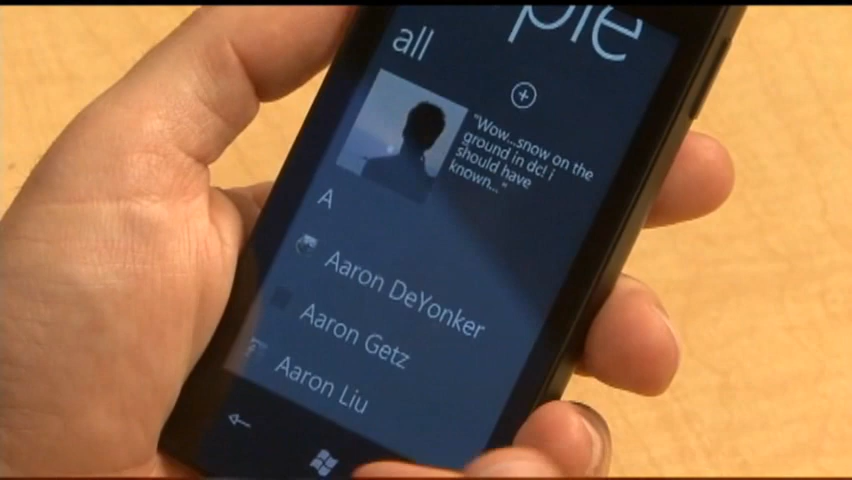 ple
all
"Wow...snow on the
ground in dc! i
should have
known..."
A
Aaron DeYonker
Aaron Getz
Aaron Liu